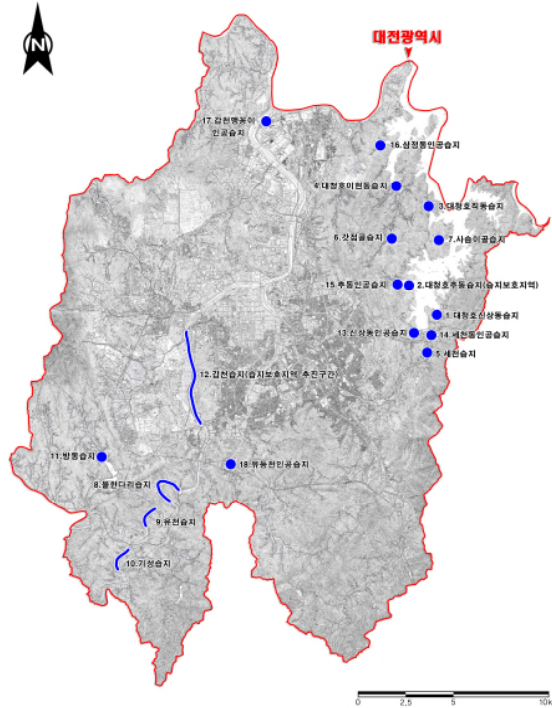 N
대전광역시
17.갑천맹꽁이
인공습지
16.삼정동인공습지
4.대청호미현동습지
3.대청호직동습지
6.갓점골습지
7.사슴이골습지
15.추동인공습지
2.대청호추동습지(습지보호지역)
1.대청호신상동습지
13.신상동인공습지
14.세천동인공습지
5.세천습지
12.갑천습지(습지보호지역 추진구간)
11.방동습지
18.유등천인공습지
8.물안다리습지
9.유천습지
10.기성습지
0 2.5 5 10k